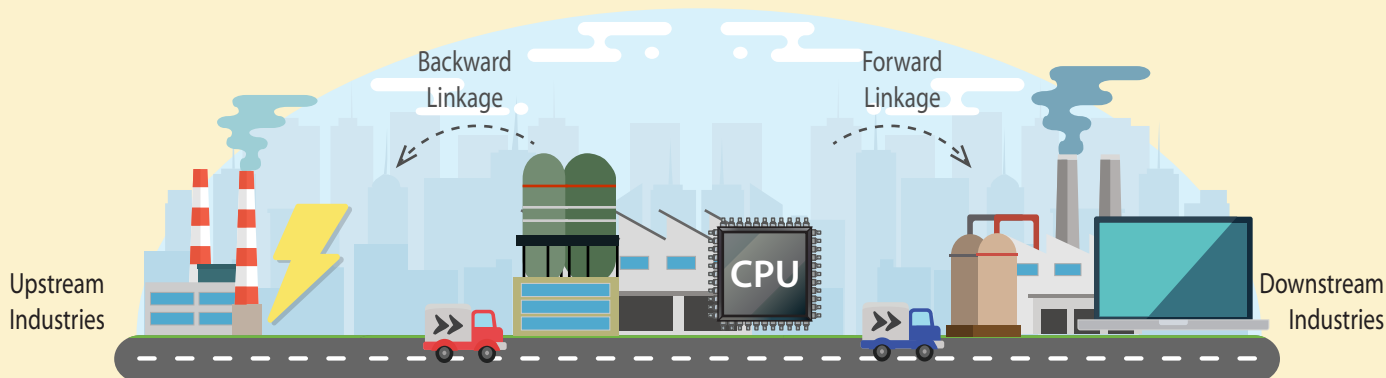 Backward
Linkage
Forward
Linkage
Upstream
Industries
CPU
Downstream
Industries